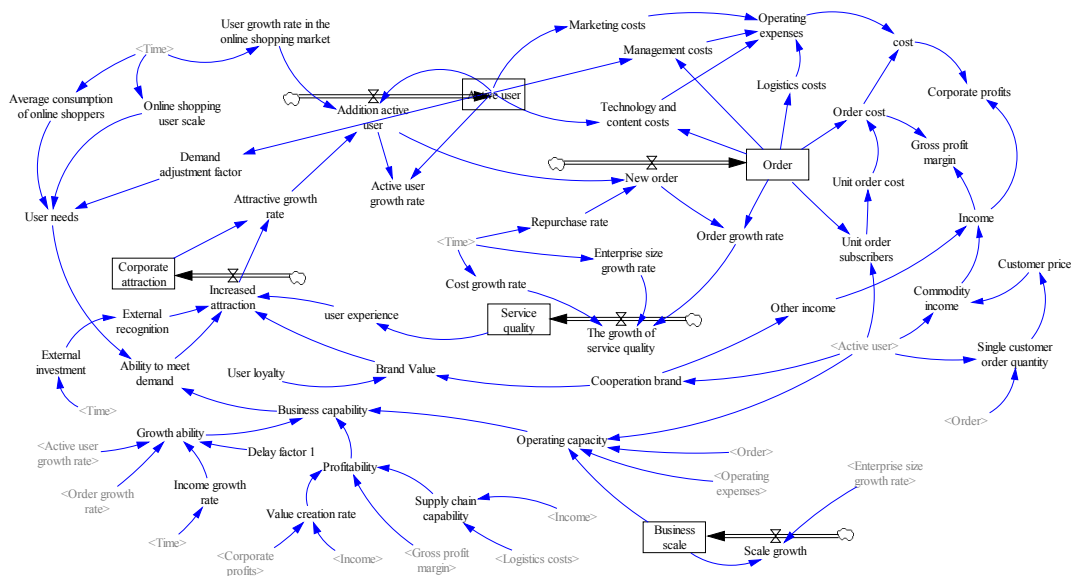 User growth rate in the
online shopping market
<Time>
Marketing costs
Operating
expenses
cost
Management costs
Average consumption
of online shoppers
Online shopping
user scale
Active user
Addition active
user
Logistics costs
Corporate profits
Technology and
content costs
Order cost
Gross profit
margin
Demand
adjustment factor
Active user
growth rate
New order
Order
Unit order cost
User needs
Attractive growth
rate
Repurchase rate
Order growth rate
Income
<Time>
Enterprise size
growth rate
Unit order
subscribers
Corporate
attraction
Cost growth rate
Customer price
Increased
attraction
Commodity
income
External
recognition
user experience
Service
quality
The growth of
service quality
Other income
External
investment
Ability to meet
demand
<Active user>
Single customer
order quantity
User loyalty
Brand Value
Cooperation brand
<Time>
Business capability
<Order>
Growth ability
Operating capacity
<Active user
growth rate>
Delay factor 1
<Order>
Profitability
<Operating
expenses>
<Enterprise size
growth rate>
<Order growth
rate>
Income growth
rate
Supply chain
capability
Value creation rate
<Income>
Business
scale
<Time>
<Corporate
profits>
<Income>
<Gross profit
margin>
<Logistics costs>
Scale growth